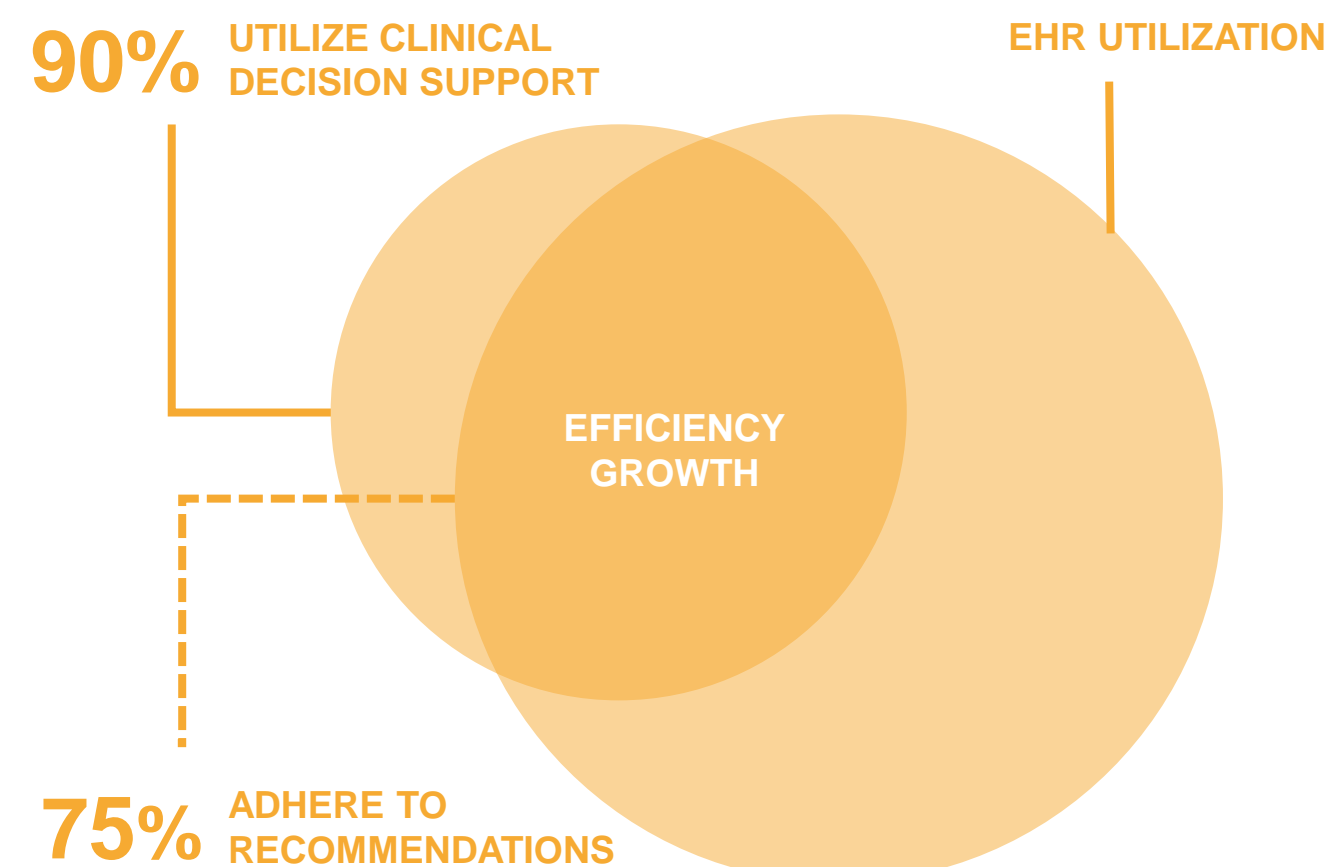 90%
UTILIZE CLINICAL
DECISION SUPPORT
EHR UTILIZATION
EFFICIENCY
GROWTH
75%
ADHERE TO
RECOMMENDATIONS